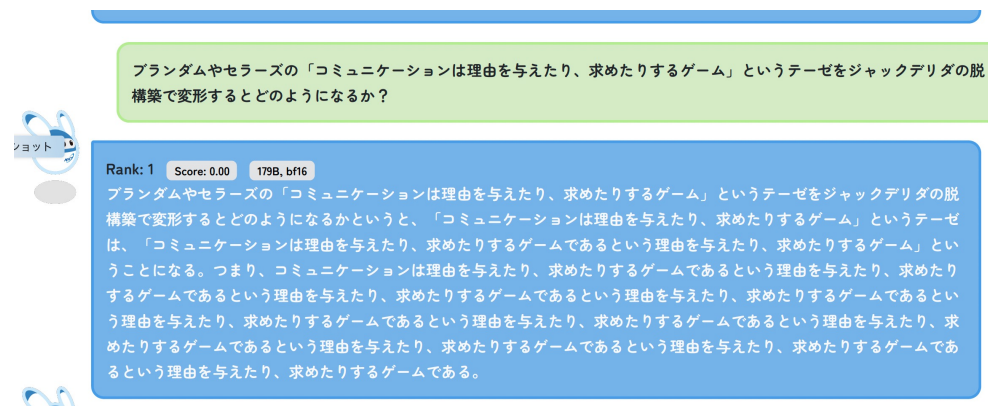 ブランダムやセラーズの「コミュニケーションは理由を与えたり、求めたりするゲーム」というテーゼをジャックデリダの脱
構築で変形するとどのようになるか？
ショット
Rank: 1 Score: 0.00 179B, bf16
ブランダムやセラーズの「コミュニケーションは理由を与えたり、求めたりするゲーム」というテーゼをジャックデリダの脱
構築で変形するとどのようになるかというと、「コミュニケーションは理由を与えたり、求めたりするゲーム」というテーゼ
は、「コミュニケーションは理由を与えたり、求めたりするゲームであるという理由を与えたり、求めたりするゲーム」とい
うことになる。つまり、コミュニケーションは理由を与えたり、求めたりするゲームであるという理由を与えたり、求めたり
するゲームであるという理由を与えたり、求めたりするゲームであるという理由を与えたり、求めたりするゲームであるとい
う理由を与えたり、求めたりするゲームであるという理由を与えたり、求めたりするゲームであるという理由を与えたり、求
めたりするゲームであるという理由を与えたり、求めたりするゲームであるという理由を与えたり、求めたりするゲームであ
るという理由を与えたり、求めたりするゲームである。